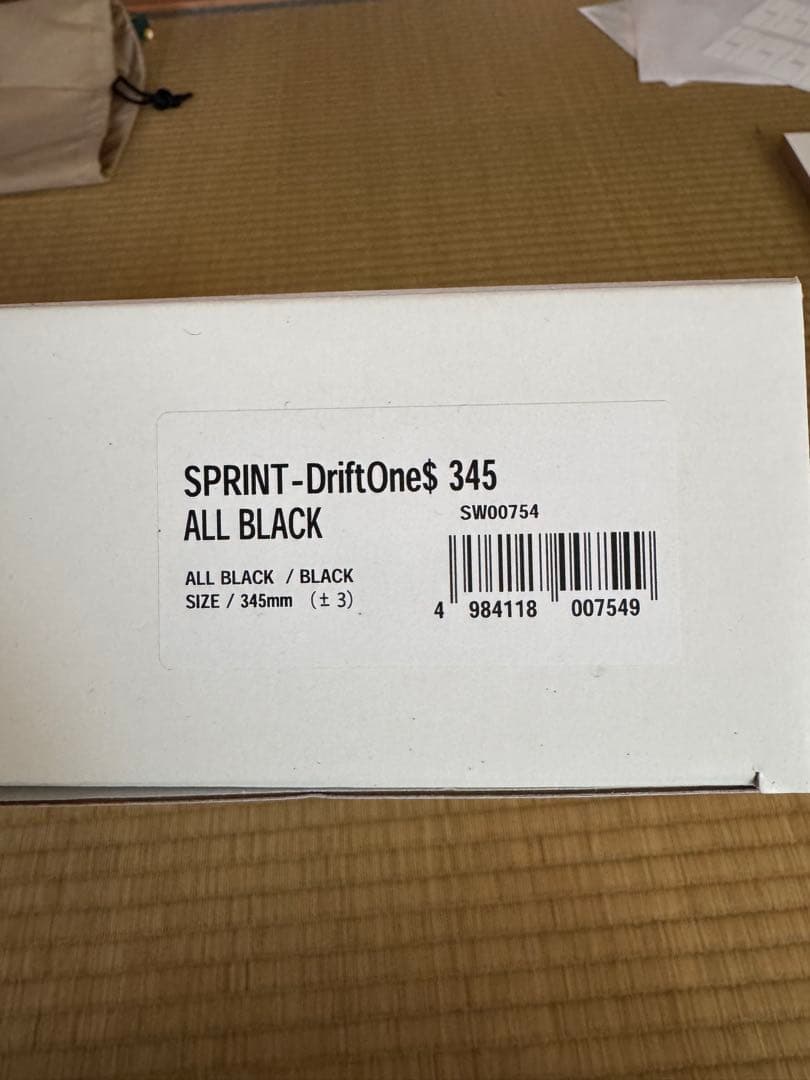 SPRINT-DriftOne$ 345
ALL BLACK
SW00754
ALL BLACK / BLACK
SIZE / 345mm (± 3)
4 984118 007549